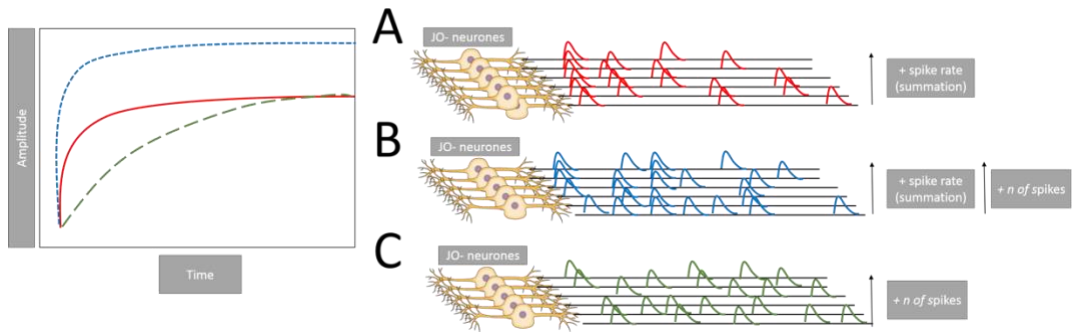 Amplitude
Time
A
JO- neurones
+ spike rate
(summation)
B
JO- neurones
+ spike rate
(summation)
+ n of spikes
C
JO- neurones
+ n of spikes